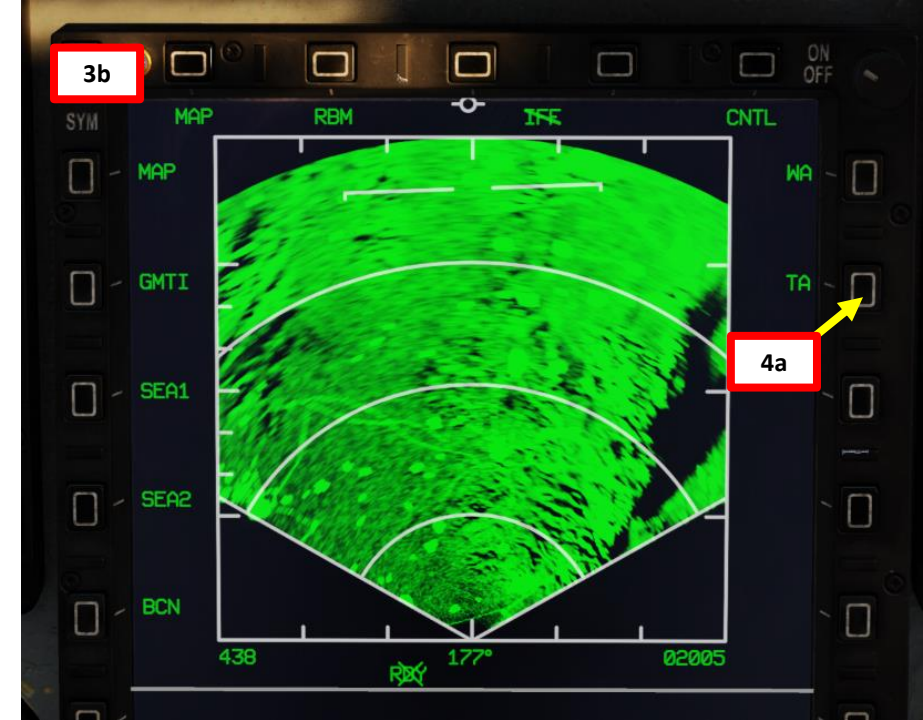 3b
ON
OFF
SYM
MAP RBM IFF CNTL
MAP WA
GMTI TA
4a
SEA1
SEA2
BCN
438 177° 02005
RDY